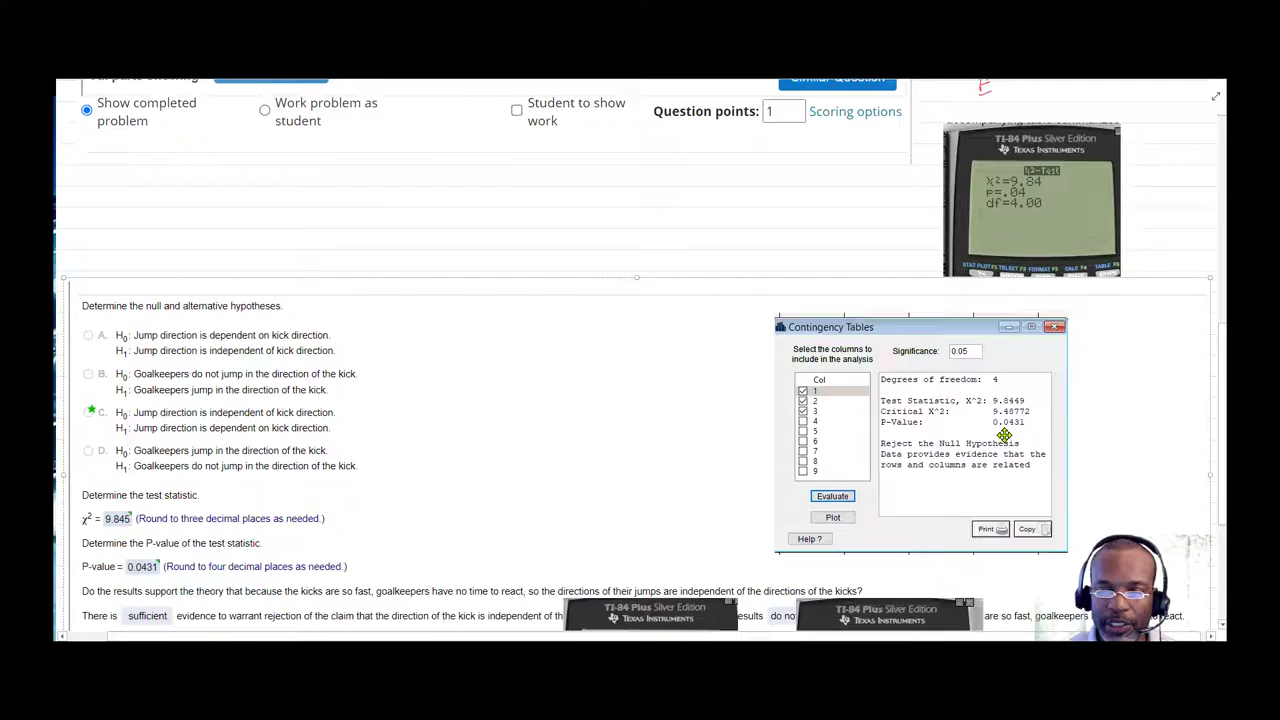 Show completed problem
Work problem as student
Student to show work
Question points: 1 Scoring options
E
TI-84 Plus Silver Edition
TEXAS INSTRUMENTS
χ2-Test
χ2=9.84
P=.04
df=4.00
STAT PLOT F1 TBLSET F2 FORMAT F3 CALC F4 TABLE F5
Determine the null and alternative hypotheses.
A. H0: Jump direction is dependent on kick direction.
H1: Jump direction is independent of kick direction.
B. H0: Goalkeepers do not jump in the direction of the kick.
H1: Goalkeepers jump in the direction of the kick.
C. H0: Jump direction is independent of kick direction.
H1: Jump direction is dependent on kick direction.
D. H0: Goalkeepers jump in the direction of the kick.
H1: Goalkeepers do not jump in the direction of the kick.
Determine the test statistic.
χ2 = 9.845 (Round to three decimal places as needed.)
Determine the P-value of the test statistic.
P-value = 0.0431 (Round to four decimal places as needed.)
Do the results support the theory that because the kicks are so fast, goalkeepers have no time to react, so the directions of their jumps are independent of the directions of the kicks?
There is sufficient evidence to warrant rejection of the claim that the direction of the kick is independent of th
esults do no
are so fast, goalkeepers
react.
Contingency Tables
Select the columns to include in the analysis
Significance: 0.05
Col
1
2
3
4
5
6
7
8
9
Evaluate
Plot
Help ?
Degrees of freedom: 4
Test Statistic, X^2: 9.8449
Critical X^2: 9.48772
P-Value: 0.0431
Reject the Null Hypothesis
Data provides evidence that the
rows and columns are related
Print
Copy
TI-84 Plus Silver Edition
TEXAS INSTRUMENTS
TI-84 Plus Silver Edition
TEXAS INSTRUMENTS